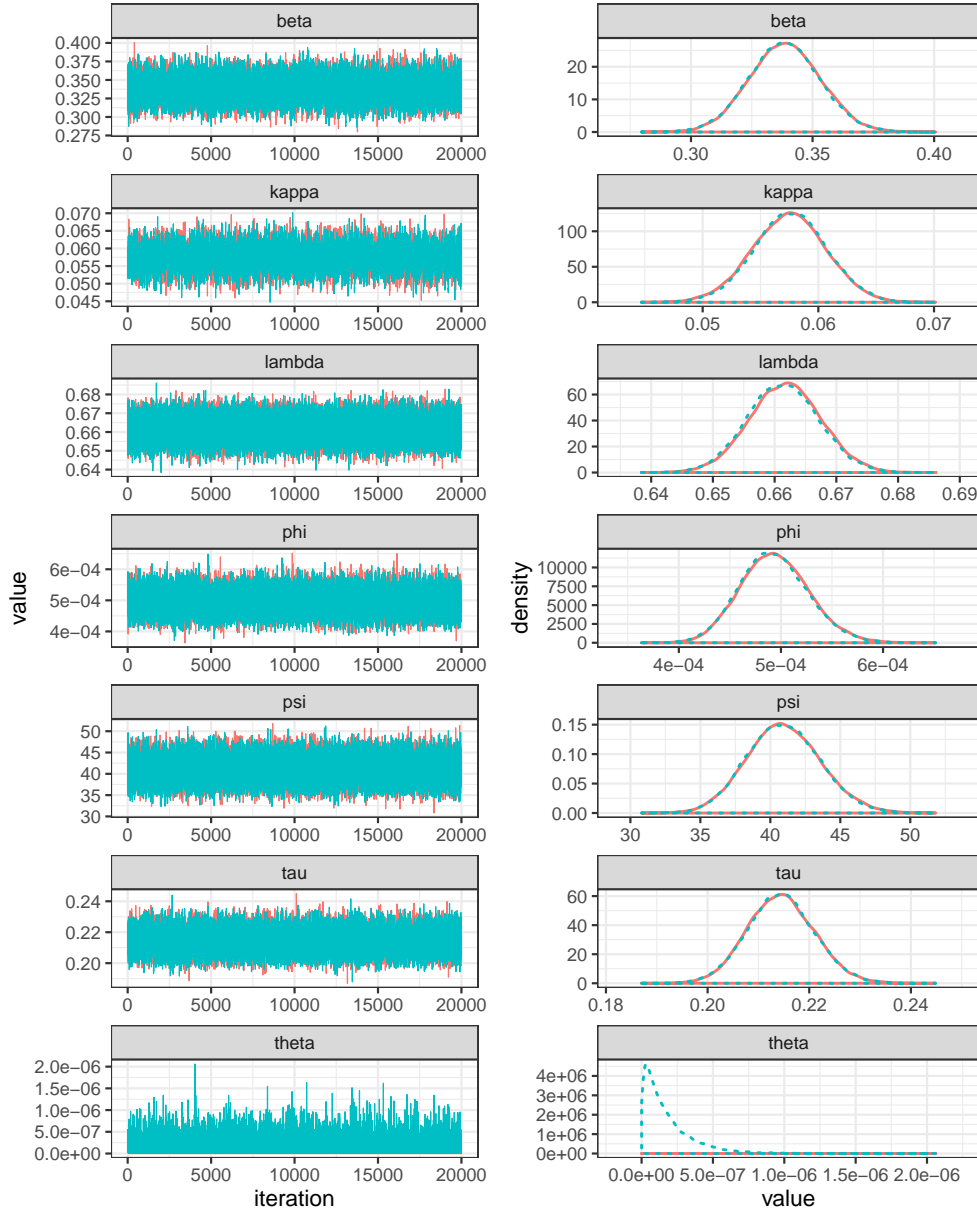 beta
0.400
0.375
0.350
0.325
0.300
0.275
0 5000 10000 15000 20000
kappa
0.070
0.065
0.060
0.055
0.050
0.045
0 5000 10000 15000 20000
lambda
0.68
0.67
0.66
0.65
0.64
0 5000 10000 15000 20000
phi
6e−04
5e−04
4e−04
0 5000 10000 15000 20000
psi
50
45
40
35
30
0 5000 10000 15000 20000
tau
0.24
0.22
0.20
0 5000 10000 15000 20000
theta
2.0e−06
1.5e−06
1.0e−06
5.0e−07
0.0e+00
0 5000 10000 15000 20000
iteration
value
beta
20
10
0
0.30 0.35 0.40
kappa
100
50
0
0.05 0.06 0.07
lambda
60
40
20
0
0.64 0.65 0.66 0.67 0.68 0.69
phi
10000
7500
5000
2500
0
4e−04 5e−04 6e−04
psi
0.15
0.10
0.05
0.00
30 35 40 45 50
tau
60
40
20
0
0.18 0.20 0.22 0.24
theta
4e+06
3e+06
2e+06
1e+06
0e+00
0.0e+00 5.0e−07 1.0e−06 1.5e−06 2.0e−06
value
density